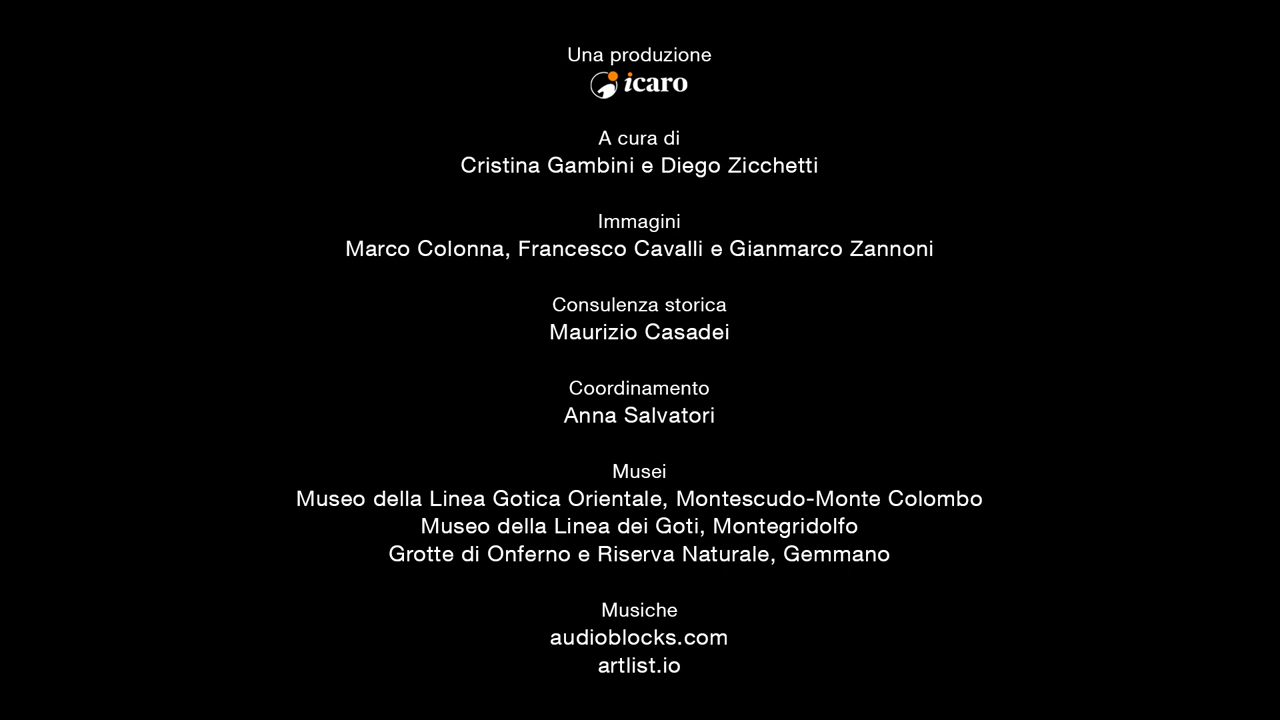 Una produzione
icaro
A cura di
Cristina Gambini e Diego Zicchetti
Immagini
Marco Colonna, Francesco Cavalli e Gianmarco Zannoni
Consulenza storica
Maurizio Casadei
Coordinamento
Anna Salvatori
Musei
Museo della Linea Gotica Orientale, Montescudo-Monte Colombo
Museo della Linea dei Goti, Montegridolfo
Grotte di Onferno e Riserva Naturale, Gemmano
Musiche
audioblocks.com
artlist.io